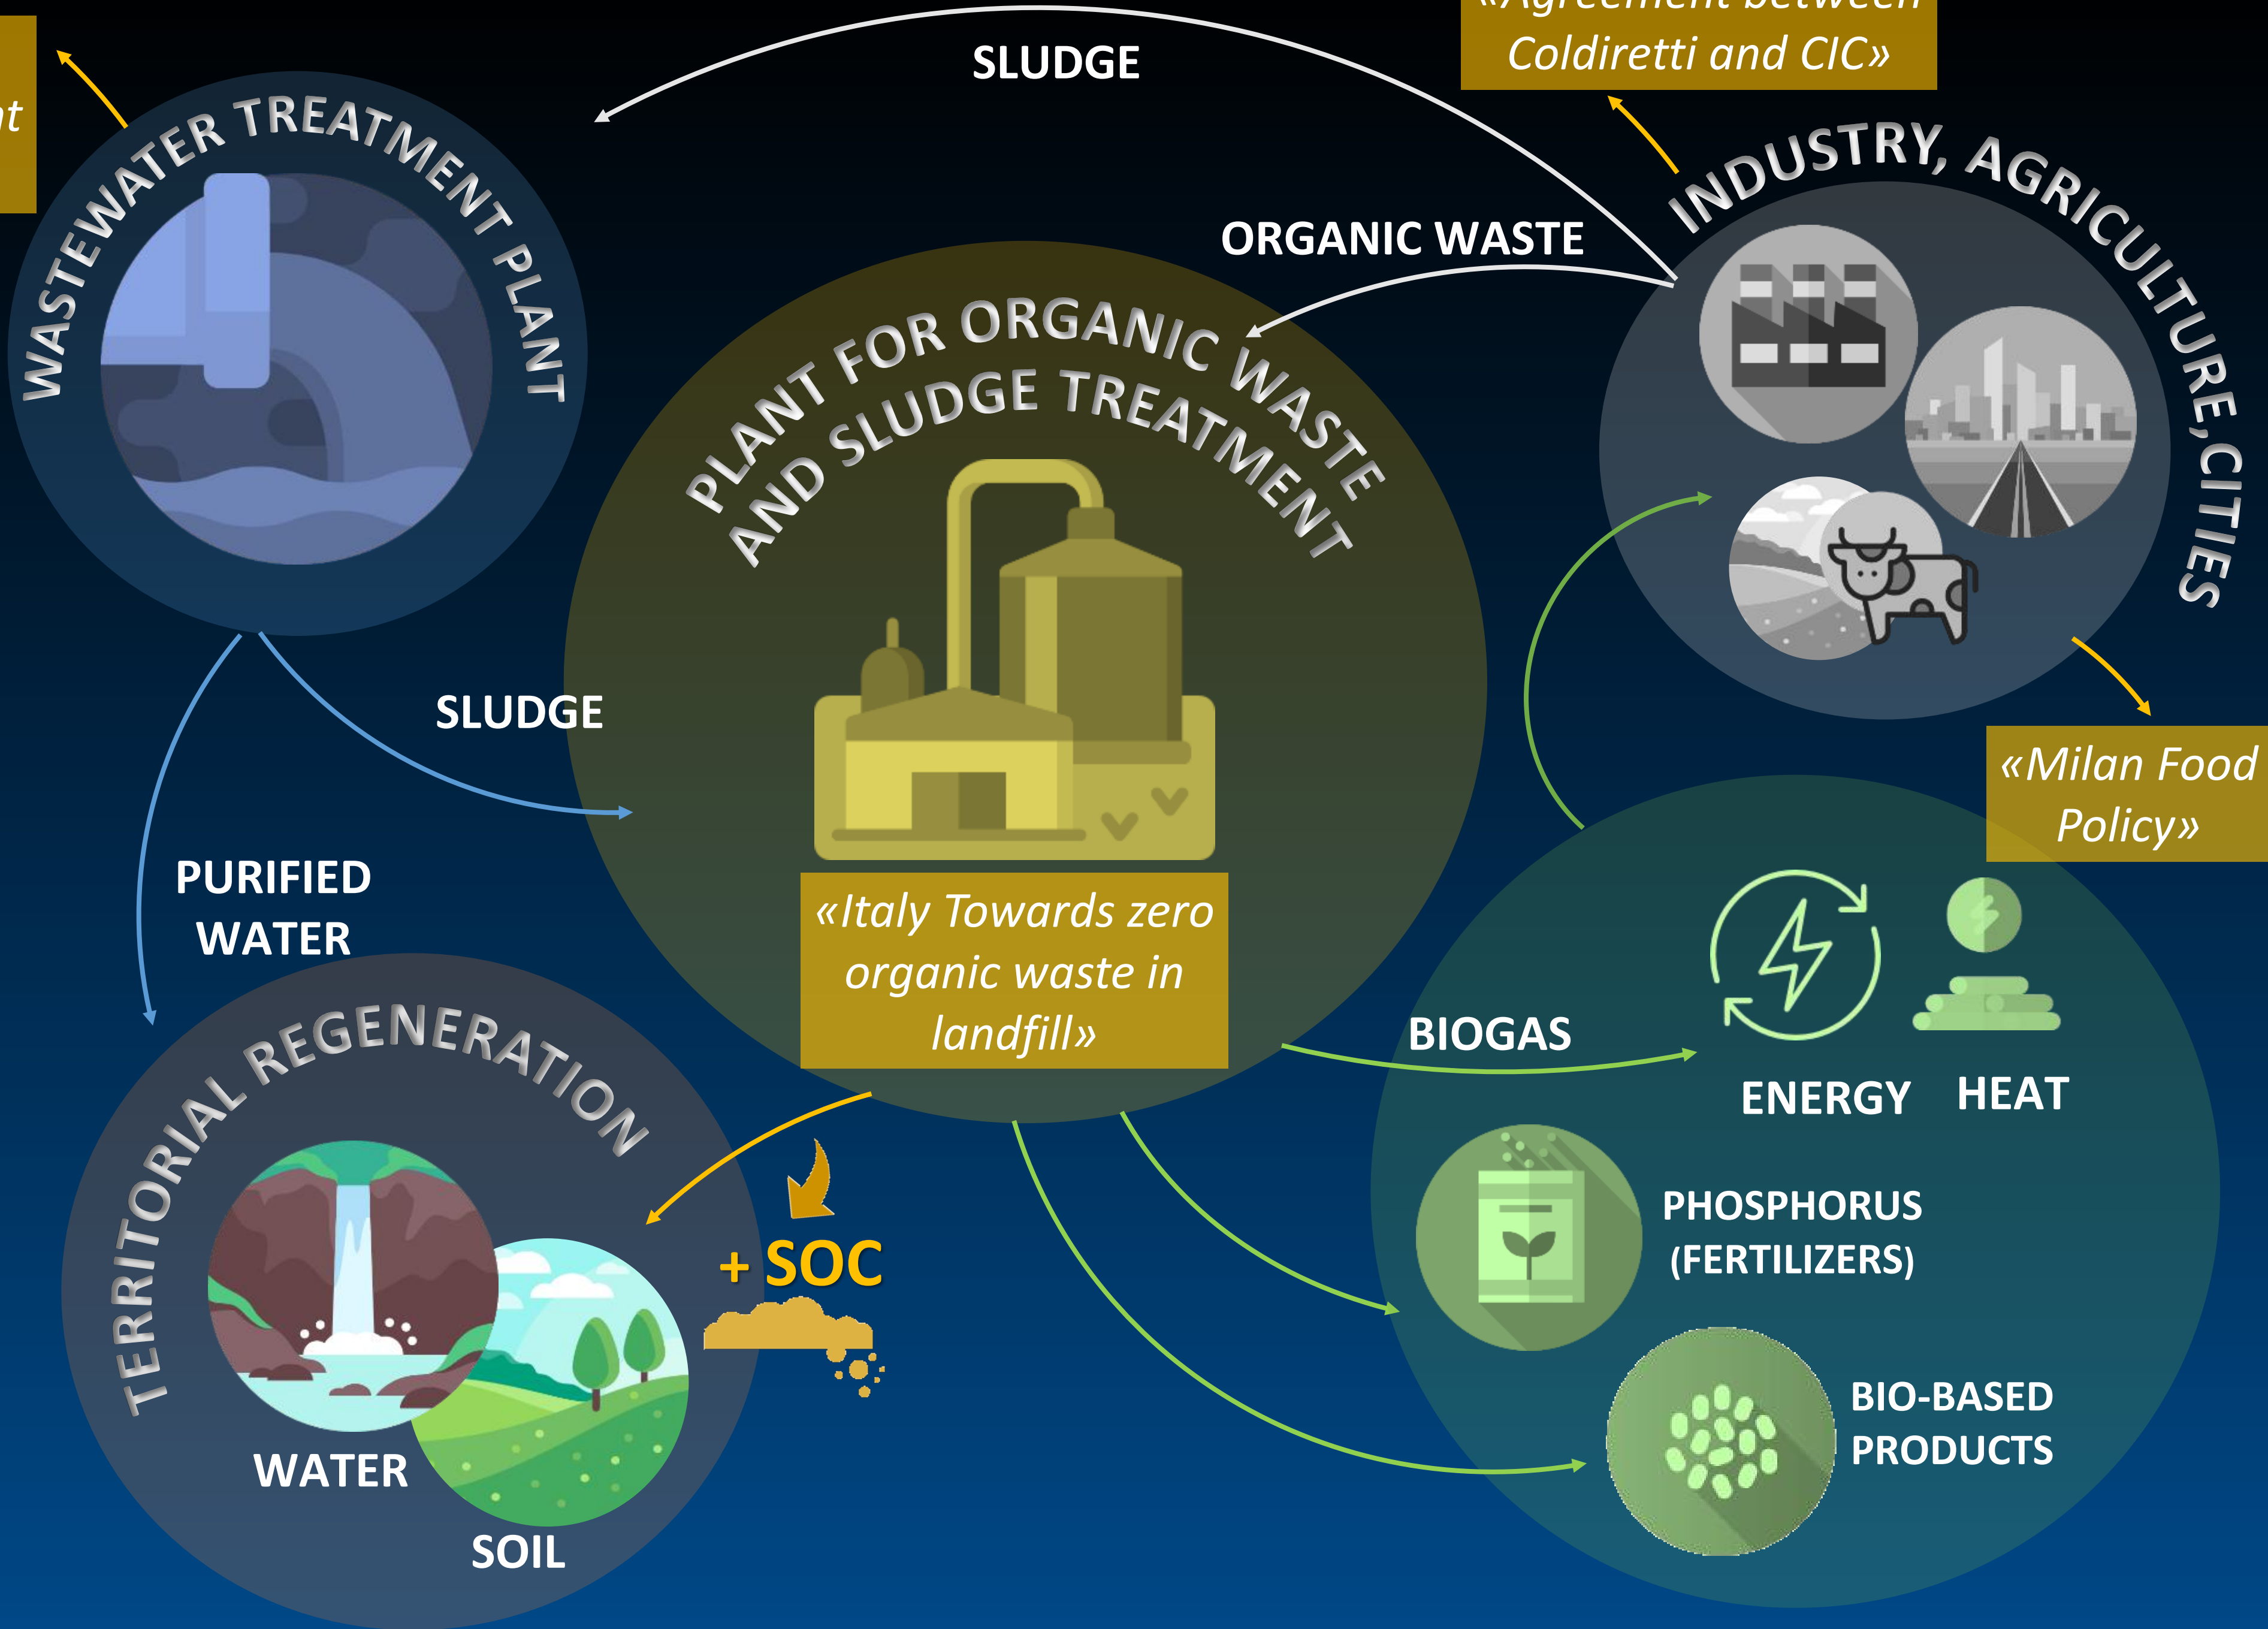 «Agreement between
Coldiretti and CIC»
SLUDGE
WASTEWATER TREATMENT PLANT
INDUSTRY, AGRICULTURE,CITIES
ORGANIC WASTE
PLANT FOR ORGANIC WASTE
AND SLUDGE TREATMENT
SLUDGE
«Milan Food
Policy»
PURIFIED
WATER
«Italy Towards zero
organic waste in
landfill»
TERRITORIAL REGENERATION
BIOGAS
ENERGY
HEAT
PHOSPHORUS
(FERTILIZERS)
+ SOC
BIO-BASED
PRODUCTS
WATER
SOIL